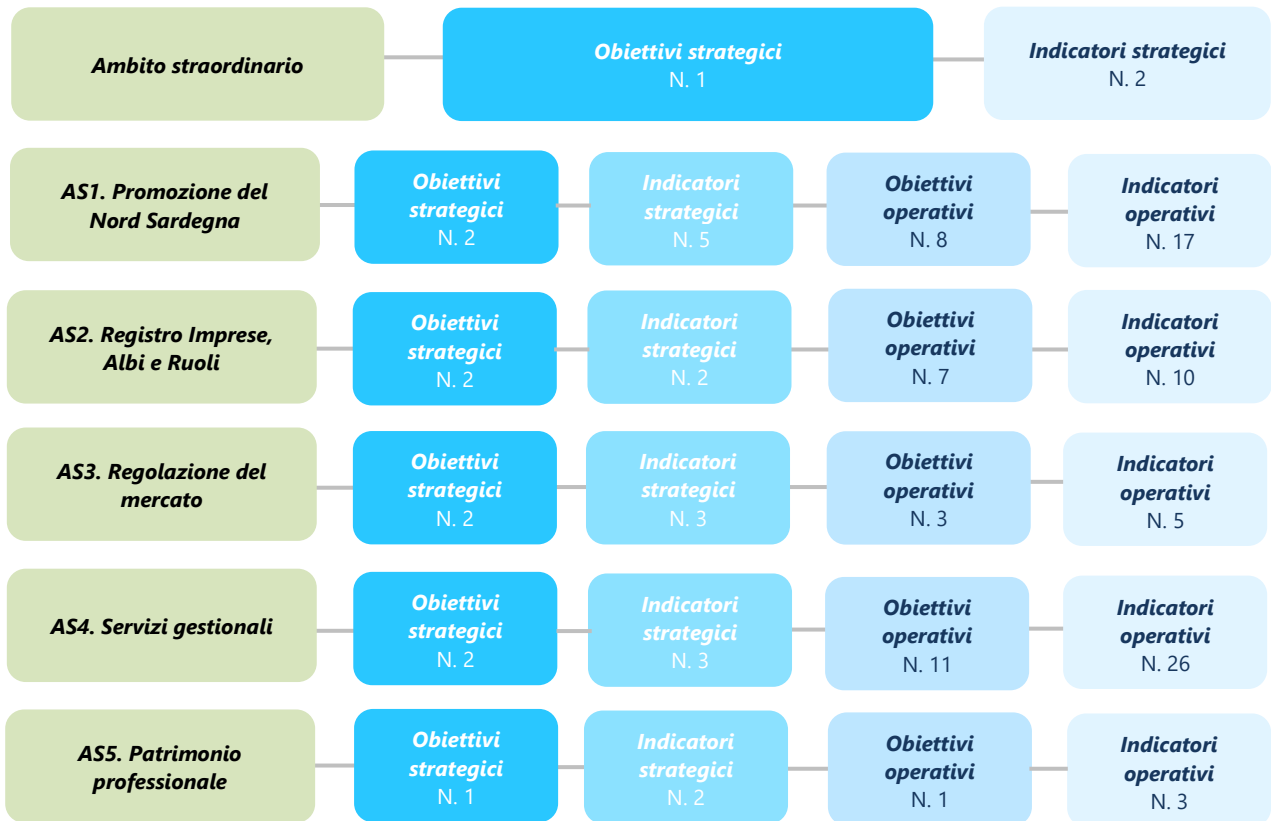 Ambito straordinario
Obiettivi strategici
N. 1
Indicatori strategici
N. 2
AS1. Promozione del
Nord Sardegna
Obiettivi
strategici
N. 2
Indicatori
strategici
N. 5
Obiettivi
operativi
N. 8
Indicatori
operativi
N. 17
AS2. Registro Imprese,
Albi e Ruoli
Obiettivi
strategici
N. 2
Indicatori
strategici
N. 2
Obiettivi
operativi
N. 7
Indicatori
operativi
N. 10
AS3. Regolazione del
mercato
Obiettivi
strategici
N. 2
Indicatori
strategici
N. 3
Obiettivi
operativi
N. 3
Indicatori
operativi
N. 5
AS4. Servizi gestionali
Obiettivi
strategici
N. 2
Indicatori
strategici
N. 3
Obiettivi
operativi
N. 11
Indicatori
operativi
N. 26
AS5. Patrimonio
professionale
Obiettivi
strategici
N. 1
Indicatori
strategici
N. 2
Obiettivi
operativi
N. 1
Indicatori
operativi
N. 3